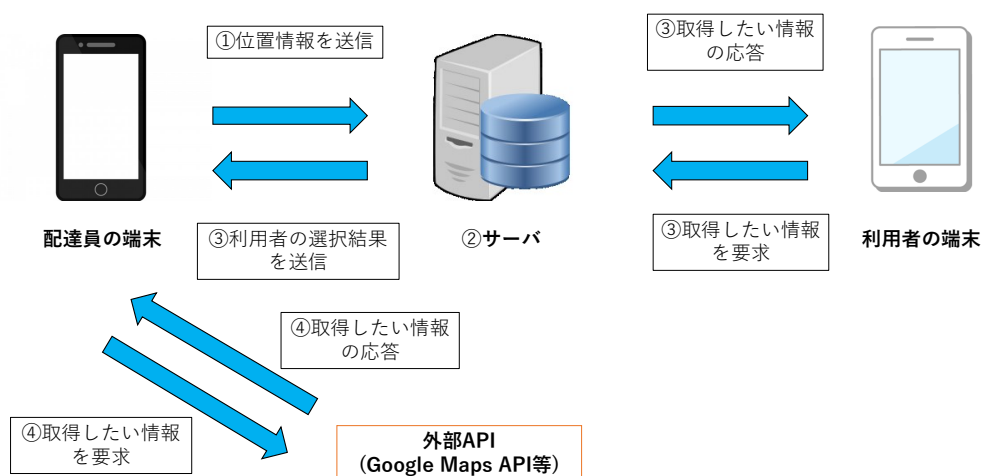 ①位置情報を送信
③取得したい情報
の応答
配達員の端末
③利用者の選択結果
を送信
②サーバ
③取得したい情報
を要求
利用者の端末
④取得したい情報
の応答
④取得したい情報
を要求
外部API
(Google Maps API等)